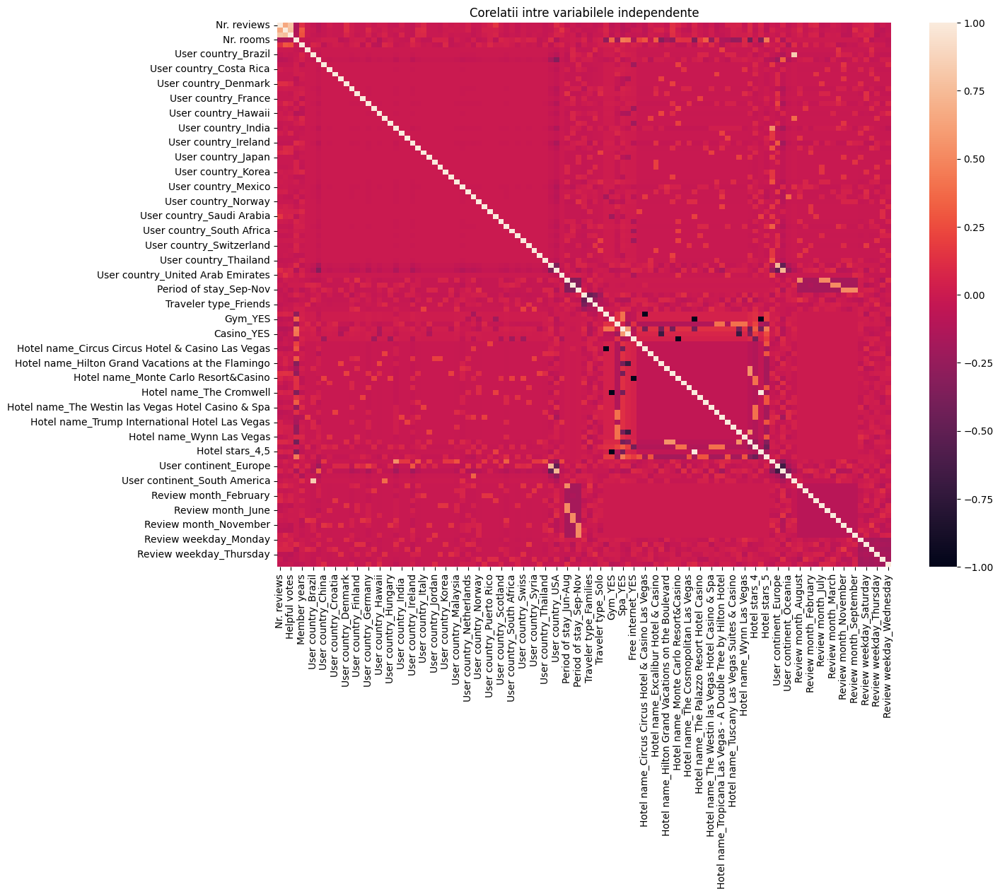 Corelatii intre variabilele independente
Nr. reviews
Nr. rooms
User country_Brazil
User country_Costa Rica
User country_Denmark
User country_France
User country_Hawaii
User country_India
User country_Ireland
User country_Japan
User country_Korea
User country_Mexico
User country_Norway
User country_Saudi Arabia
User country_South Africa
User country_Switzerland
User country_Thailand
User country_United Arab Emirates
Period of stay_Sep-Nov
Traveler type_Friends
Gym_YES
Casino_YES
Hotel name_Circus Circus Hotel & Casino Las Vegas
Hotel name_Hilton Grand Vacations at the Flamingo
Hotel name_Monte Carlo Resort&Casino
Hotel name_The Cromwell
Hotel name_The Westin las Vegas Hotel Casino & Spa
Hotel name_Trump International Hotel Las Vegas
Hotel name_Wynn Las Vegas
Hotel stars_4,5
User continent_Europe
User continent_South America
Review month_February
Review month_June
Review month_November
Review weekday_Monday
Review weekday_Thursday
Nr. reviews
Helpful votes
Member years
User country_Brazil
User country_China
User country_Croatia
User country_Denmark
User country_Finland
User country_Germany
User country_Hawaii
User country_Hungary
User country_India
User country_Ireland
User country_Italy
User country_Jordan
User country_Korea
User country_Malaysia
User country_Netherlands
User country_Norway
User country_Puerto Rico
User country_Scotland
User country_South Africa
User country_Swiss
User country_Syria
User country_Thailand
User country_USA
Period of stay_Jun-Aug
Period of stay_Sep-Nov
Traveler type_Families
Traveler type_Solo
Gym_YES
Spa_YES
Free internet_YES
Hotel name_Circus Circus Hotel & Casino Las Vegas
Hotel name_Excalibur Hotel & Casino
Hotel name_Hilton Grand Vacations on the Boulevard
Hotel name_Monte Carlo Resort&Casino
Hotel name_The Cosmopolitan Las Vegas
Hotel name_The Palazzo Resort Hotel Casino
Hotel name_The Westin las Vegas Hotel Casino & Spa
Hotel name_Tropicana Las Vegas - A Double Tree by Hilton Hotel
Hotel name_Tuscany Las Vegas Suites & Casino
Hotel name_Wynn Las Vegas
Hotel stars_4
Hotel stars_5
User continent_Europe
User continent_Oceania
Review month_August
Review month_February
Review month_July
Review month_March
Review month_November
Review month_September
Review weekday_Saturday
Review weekday_Thursday
Review weekday_Wednesday
1.00
0.75
0.50
0.25
0.00
−0.25
−0.50
−0.75
−1.00